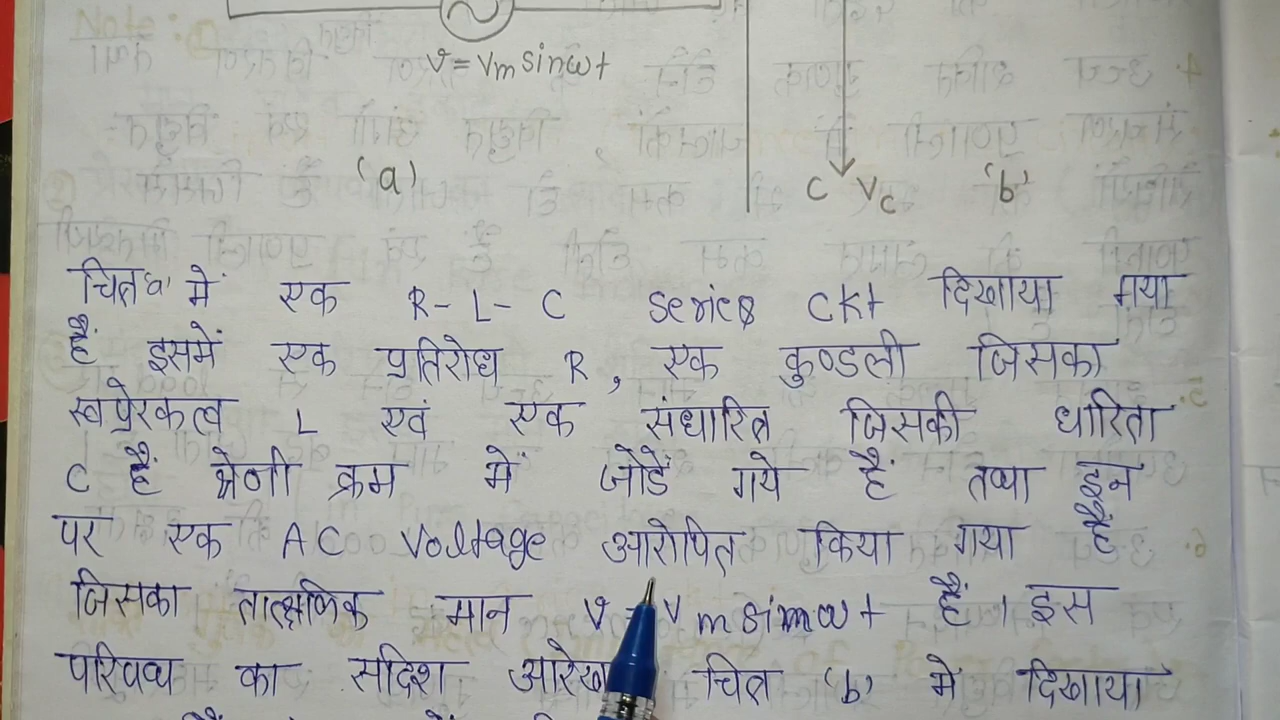 v = Vm sinωt
(a)
C Vc 'b'
चित्र 'a' में एक R-L-C Series Ckt दिखाया गया
हैं इसमें एक प्रतिरोध R, एक कुण्डली जिसका
स्वप्रेरकत्व L एवं एक संधारित्र जिसकी धारिता
C हैं श्रेणी क्रम में जोडें गये हैं तथा इन
पर एक AC Voltage आरोपित किया गया हैं
जिसका तात्क्षणिक मान v = Vm sinωt हैं । इस
परिपथ का सदिश आरेख चित्र 'b' में दिखाया